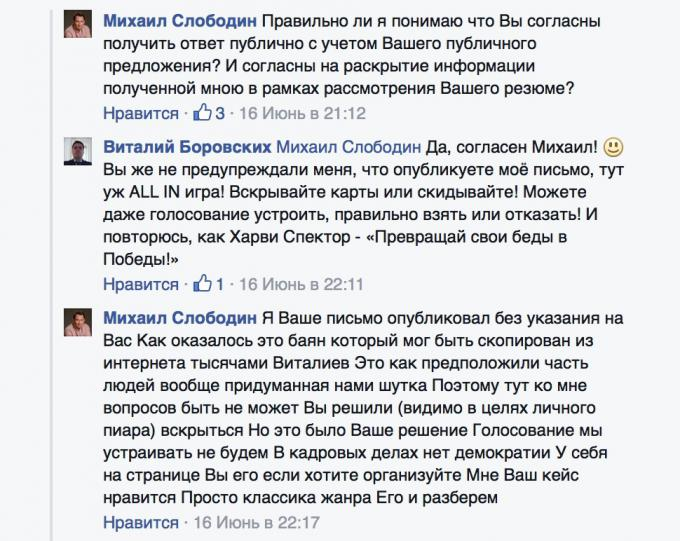 Михаил Слободин Правильно ли я понимаю что Вы согласны
получить ответ публично с учетом Вашего публичного
предложения? И согласны на раскрытие информации
полученной мною в рамках рассмотрения Вашего резюме?
Нравится · 3 · 16 Июнь в 21:12
Виталий Боровских Михаил Слободин Да, согласен Михаил!
Вы же не предупреждали меня, что опубликуете моё письмо, тут
уж ALL IN игра! Вскрывайте карты или скидывайте! Можете
даже голосование устроить, правильно взять или отказать! И
повторюсь, как Харви Спектор - «Превращай свои беды в
Победы!»
Нравится · 1 · 16 Июнь в 22:11
Михаил Слободин Я Ваше письмо опубликовал без указания на
Вас Как оказалось это баян который мог быть скопирован из
интернета тысячами Виталиев Это как предположили часть
людей вообще придуманная нами шутка Поэтому тут ко мне
вопросов быть не может Вы решили (видимо в целях личного
пиара) вскрыться Но это было Ваше решение Голосование мы
устраивать не будем В кадровых делах нет демократии У себя
на странице Вы его если хотите организуйте Мне Ваш кейс
нравится Просто классика жанра Его и разберем
Нравится · 16 Июнь в 22:17